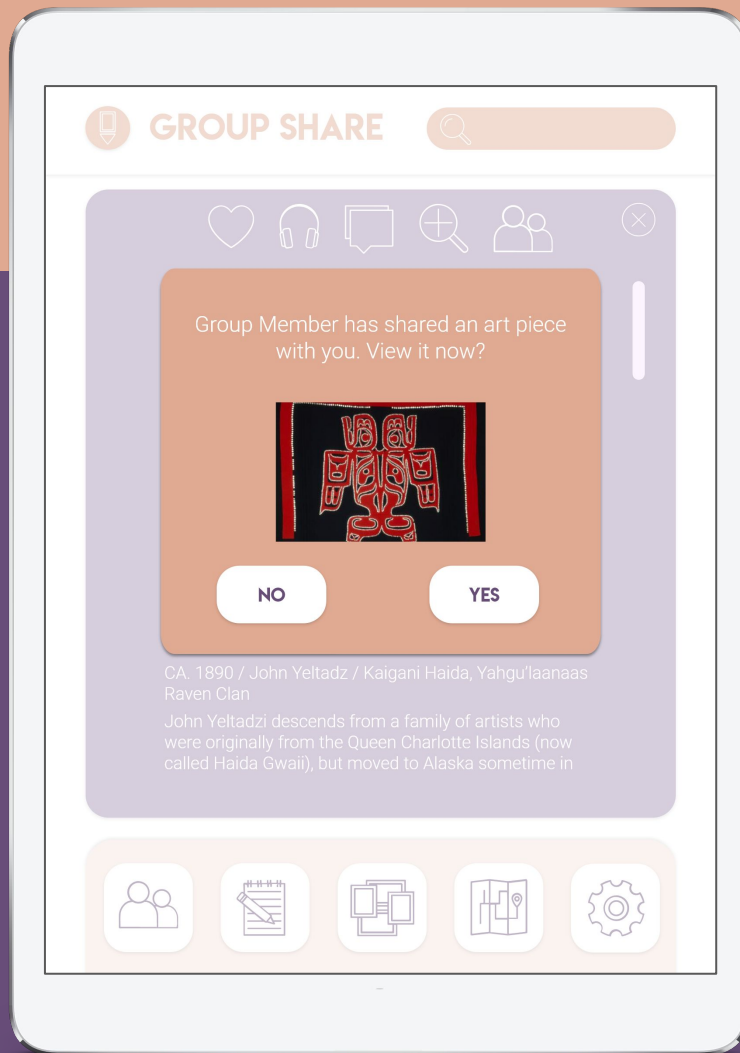 GROUP SHARE
Group Member has shared an art piece
with you. View it now?
NO
YES
CA. 1890 / John Yeltadz / Kaigani Haida, Yahgu'laanaas
Raven Clan
John Yeltadzi descends from a family of artists who
were originally from the Queen Charlotte Islands (now
called Haida Gwaii), but moved to Alaska sometime in